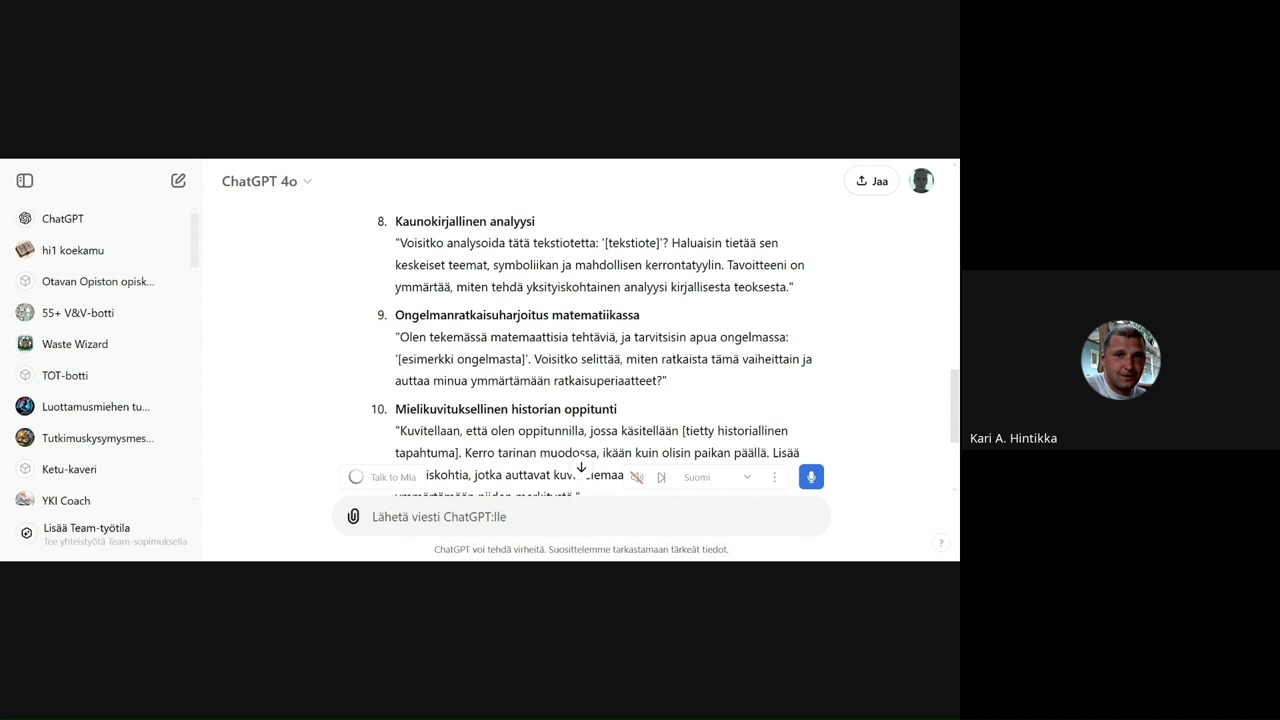 ChatGPT 4o
Jaa
ChatGPT
hi1 koekamu
Otavan Opiston opisk...
55+ V&V-botti
Waste Wizard
TOT-botti
Luottamusmiehen tu...
Tutkimuskysymysmes...
Ketu-kaveri
YKI Coach
Lisää Team-työtila
Tee yhteistyötä Team-sopimuksella
8. Kaunokirjallinen analyysi
"Voisitko analysoida tätä tekstiotetta: '[tekstiote]'? Haluaisin tietää sen
keskeiset teemat, symboliikan ja mahdollisen kerrontatyylin. Tavoitteeni on
ymmärtää, miten tehdä yksityiskohtainen analyysi kirjallisesta teoksesta."
9. Ongelmanratkaisuharjoitus matematiikassa
"Olen tekemässä matemaattisia tehtäviä, ja tarvitsisin apua ongelmassa:
'[esimerkki ongelmasta]'. Voisitko selittää, miten ratkaista tämä vaiheittain ja
auttaa minua ymmärtämään ratkaisuperiaatteet?"
10. Mielikuvituksellinen historian oppitunti
"Kuvitellaan, että olen oppitunnilla, jossa käsitellään [tietty historiallinen
tapahtuma]. Kerro tarinan muodossa, ikään kuin olisin paikan päällä. Lisää
iskohtia, jotka auttavat
Talk to Mia
Suomi
Lähetä viesti ChatGPT:lle
ChatGPT voi tehdä virheitä. Suosittelemme tarkastamaan tärkeät tiedot.
?
Kari A. Hintikka